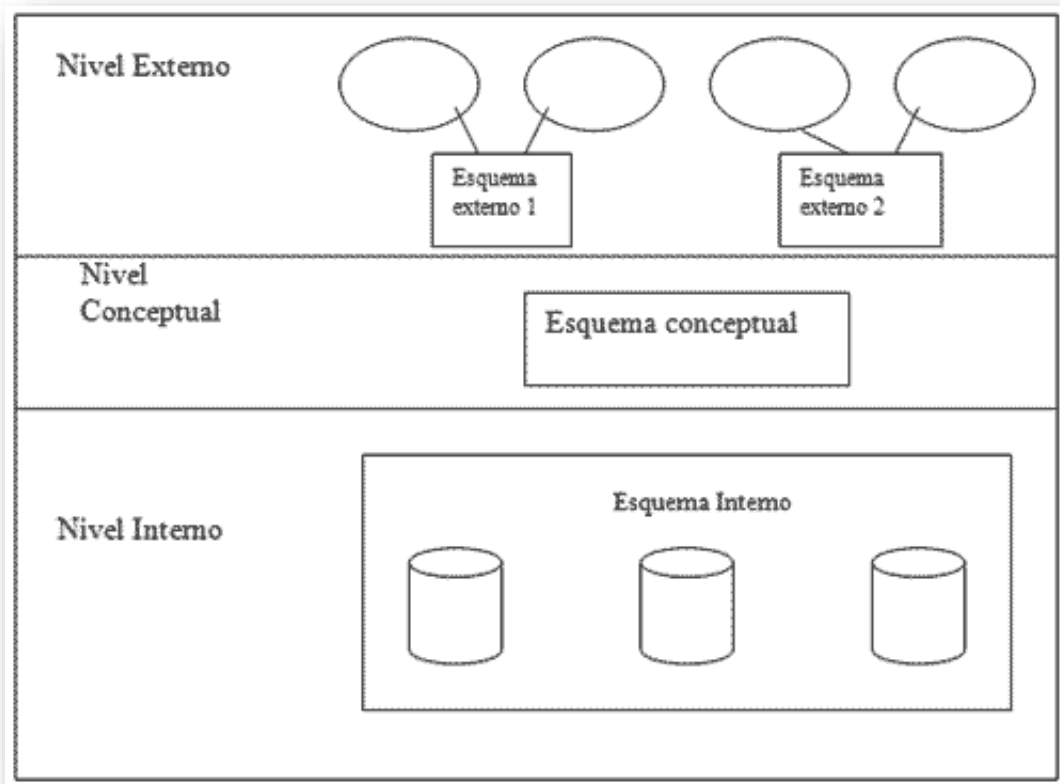 Nivel Externo
Esquema
externo 1
Esquema
externo 2
Nivel
Conceptual
Esquema conceptual
Esquema Interno
Nivel Interno